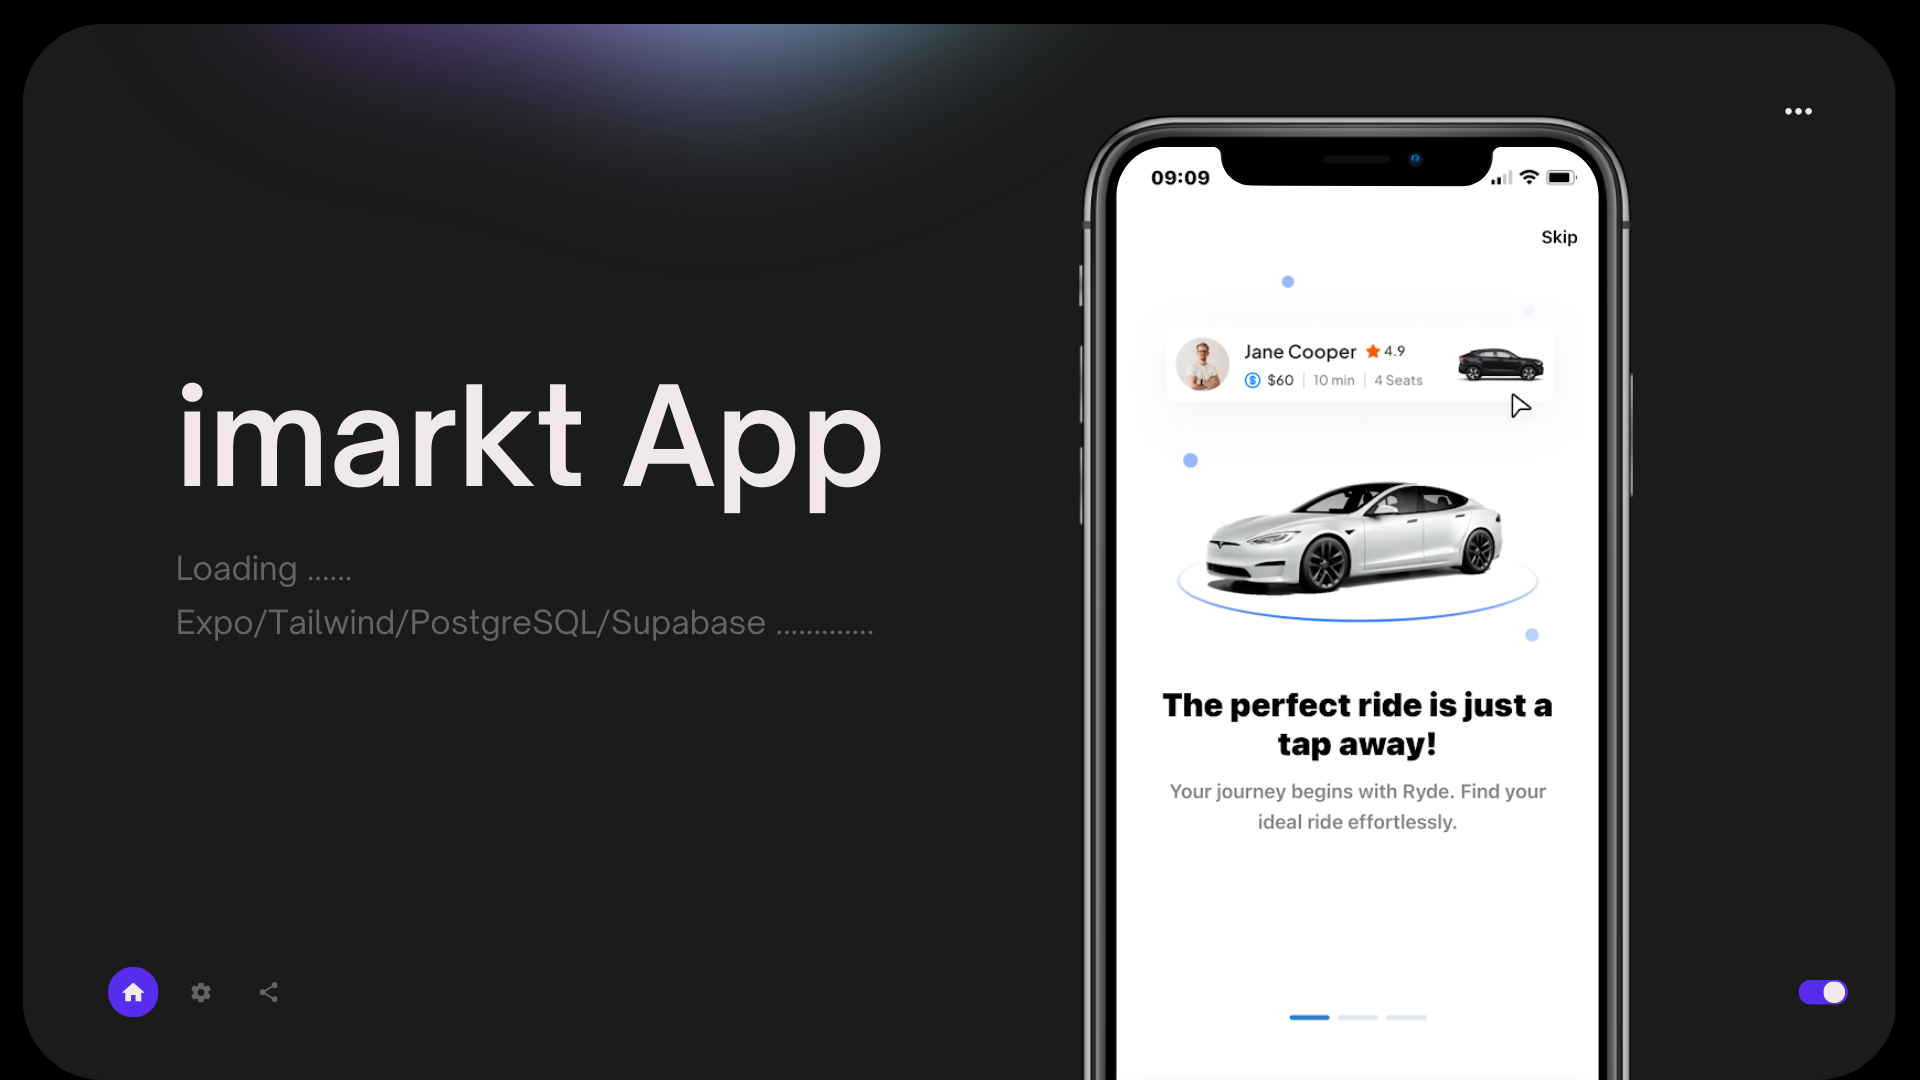 imarkt App
Loading ......
Expo/Tailwind/PostgreSQL/Supabase .............
09:09
Skip
Jane Cooper 4.9
$60 10 min 4 Seats
The perfect ride is just a
tap away!
Your journey begins with Ryde. Find your
ideal ride effortlessly.